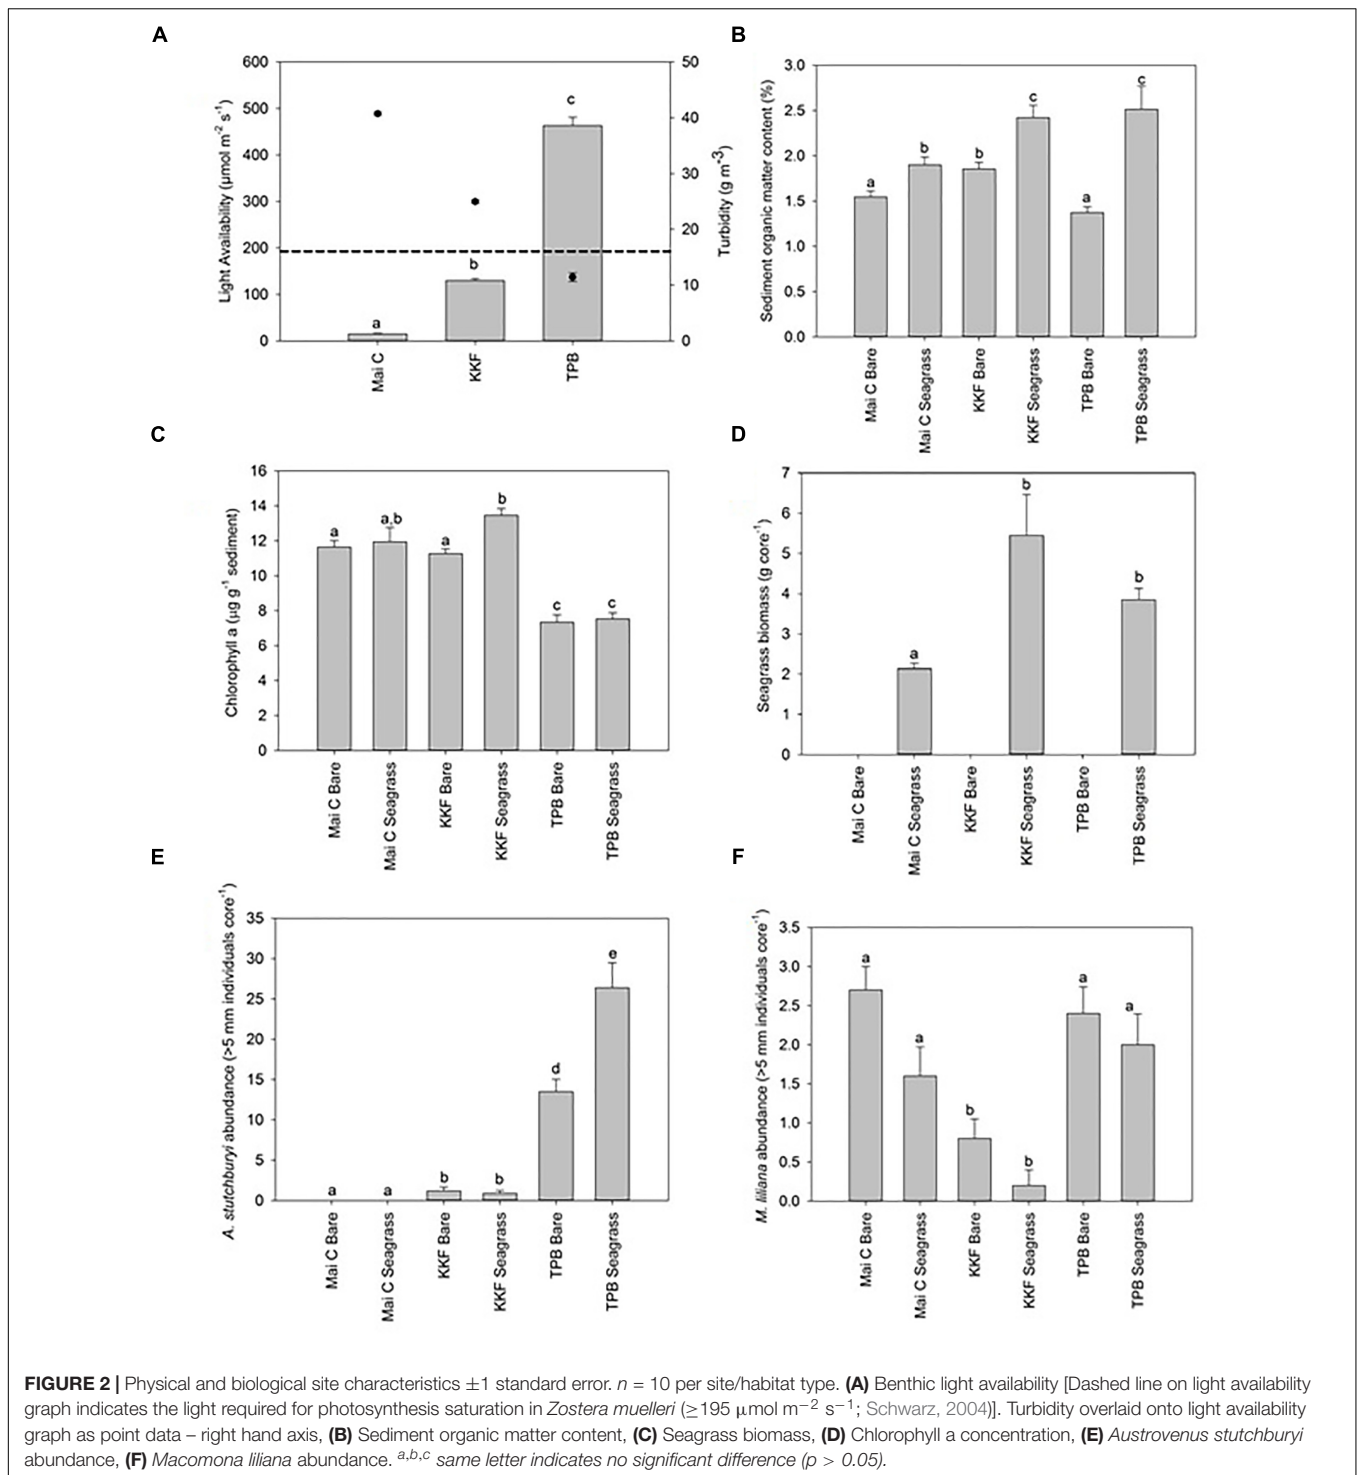 A
600
500
400
300
200
100
0
Light Availability (µmol m-2 s-1)
50
40
30
20
10
0
Turbidity (g m-3)
a
b
c
Mai C
KKF
TPB
B
3.0
2.5
2.0
1.5
1.0
0.5
0.0
Sediment organic matter content (%)
a
b
b
c
a
c
Mai C Bare
Mai C Seagrass
KKF Bare
KKF Seagrass
TPB Bare
TPB Seagrass
C
16
14
12
10
8
6
4
2
0
Chlorophyll a (µg g-1 sediment)
a
a,b
a
b
c
c
Mai C Bare
Mai C Seagrass
KKF Bare
KKF Seagrass
TPB Bare
TPB Seagrass
D
7
6
5
4
3
2
1
0
Seagrass biomass (g core-1)
a
b
b
Mai C Bare
Mai C Seagrass
KKF Bare
KKF Seagrass
TPB Bare
TPB Seagrass
E
35
30
25
20
15
10
5
0
A. stutchburyi abundance (>5 mm individuals core-1)
a
a
b
b
d
e
Mai C Bare
Mai C Seagrass
KKF Bare
KKF Seagrass
TPB Bare
TPB Seagrass
F
3.5
3.0
2.5
2.0
1.5
1.0
0.5
0.0
M. liliana abundance (>5 mm individuals core-1)
a
a
b
b
a
a
Mai C Bare
Mai C Seagrass
KKF Bare
KKF Seagrass
TPB Bare
TPB Seagrass
FIGURE 2 | Physical and biological site characteristics ±1 standard error. n = 10 per site/habitat type. (A) Benthic light availability [Dashed line on light availability
graph indicates the light required for photosynthesis saturation in Zostera muelleri (≥195 µmol m−2 s−1; Schwarz, 2004)]. Turbidity overlaid onto light availability
graph as point data – right hand axis, (B) Sediment organic matter content, (C) Seagrass biomass, (D) Chlorophyll a concentration, (E) Austrovenus stutchburyi
abundance, (F) Macomona liliana abundance. a,b,c same letter indicates no significant difference (p > 0.05).